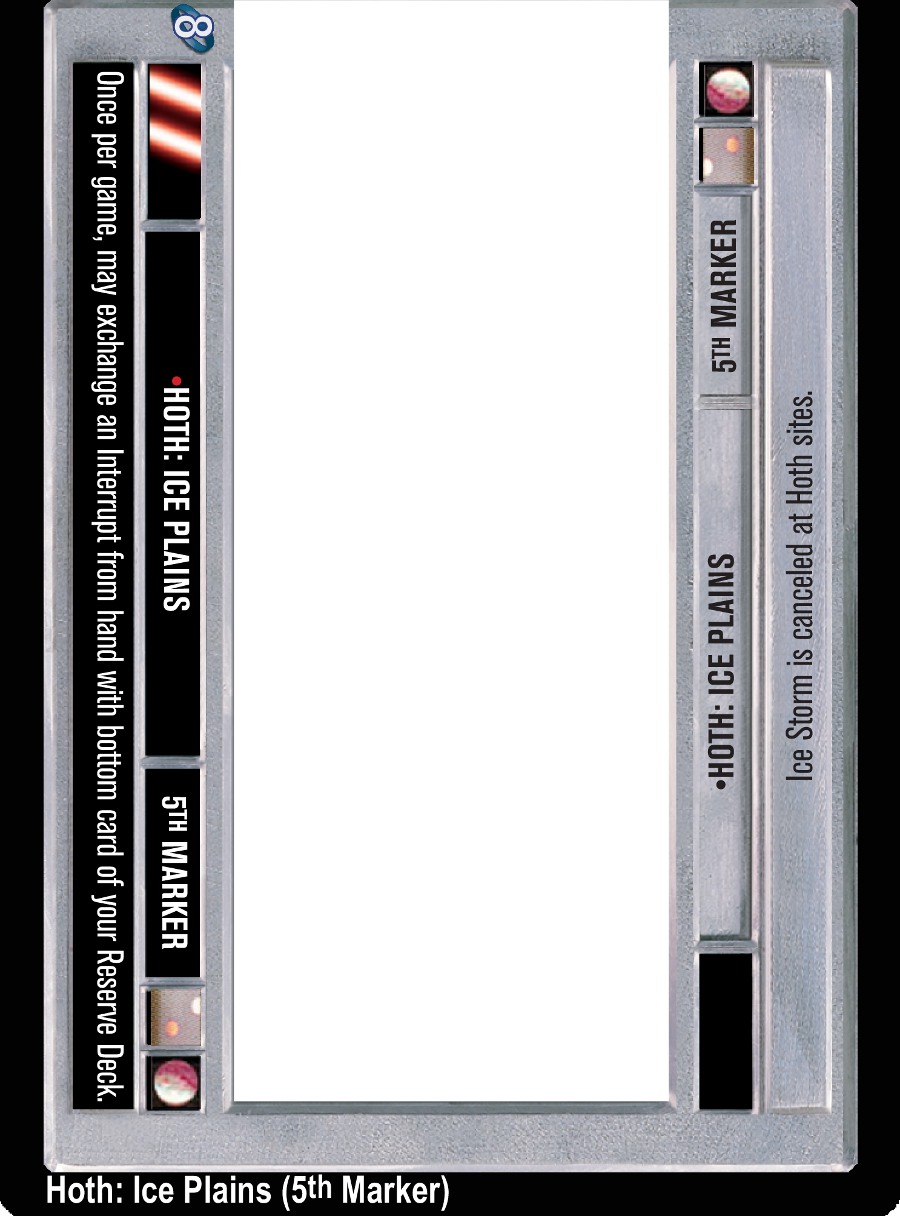 8
Once per game, may exchange an Interrupt from hand with bottom card of your Reserve Deck.
•HOTH: ICE PLAINS
5TH MARKER
•HOTH: ICE PLAINS
5TH MARKER
Ice Storm is canceled at Hoth sites.
Hoth: Ice Plains (5th Marker)